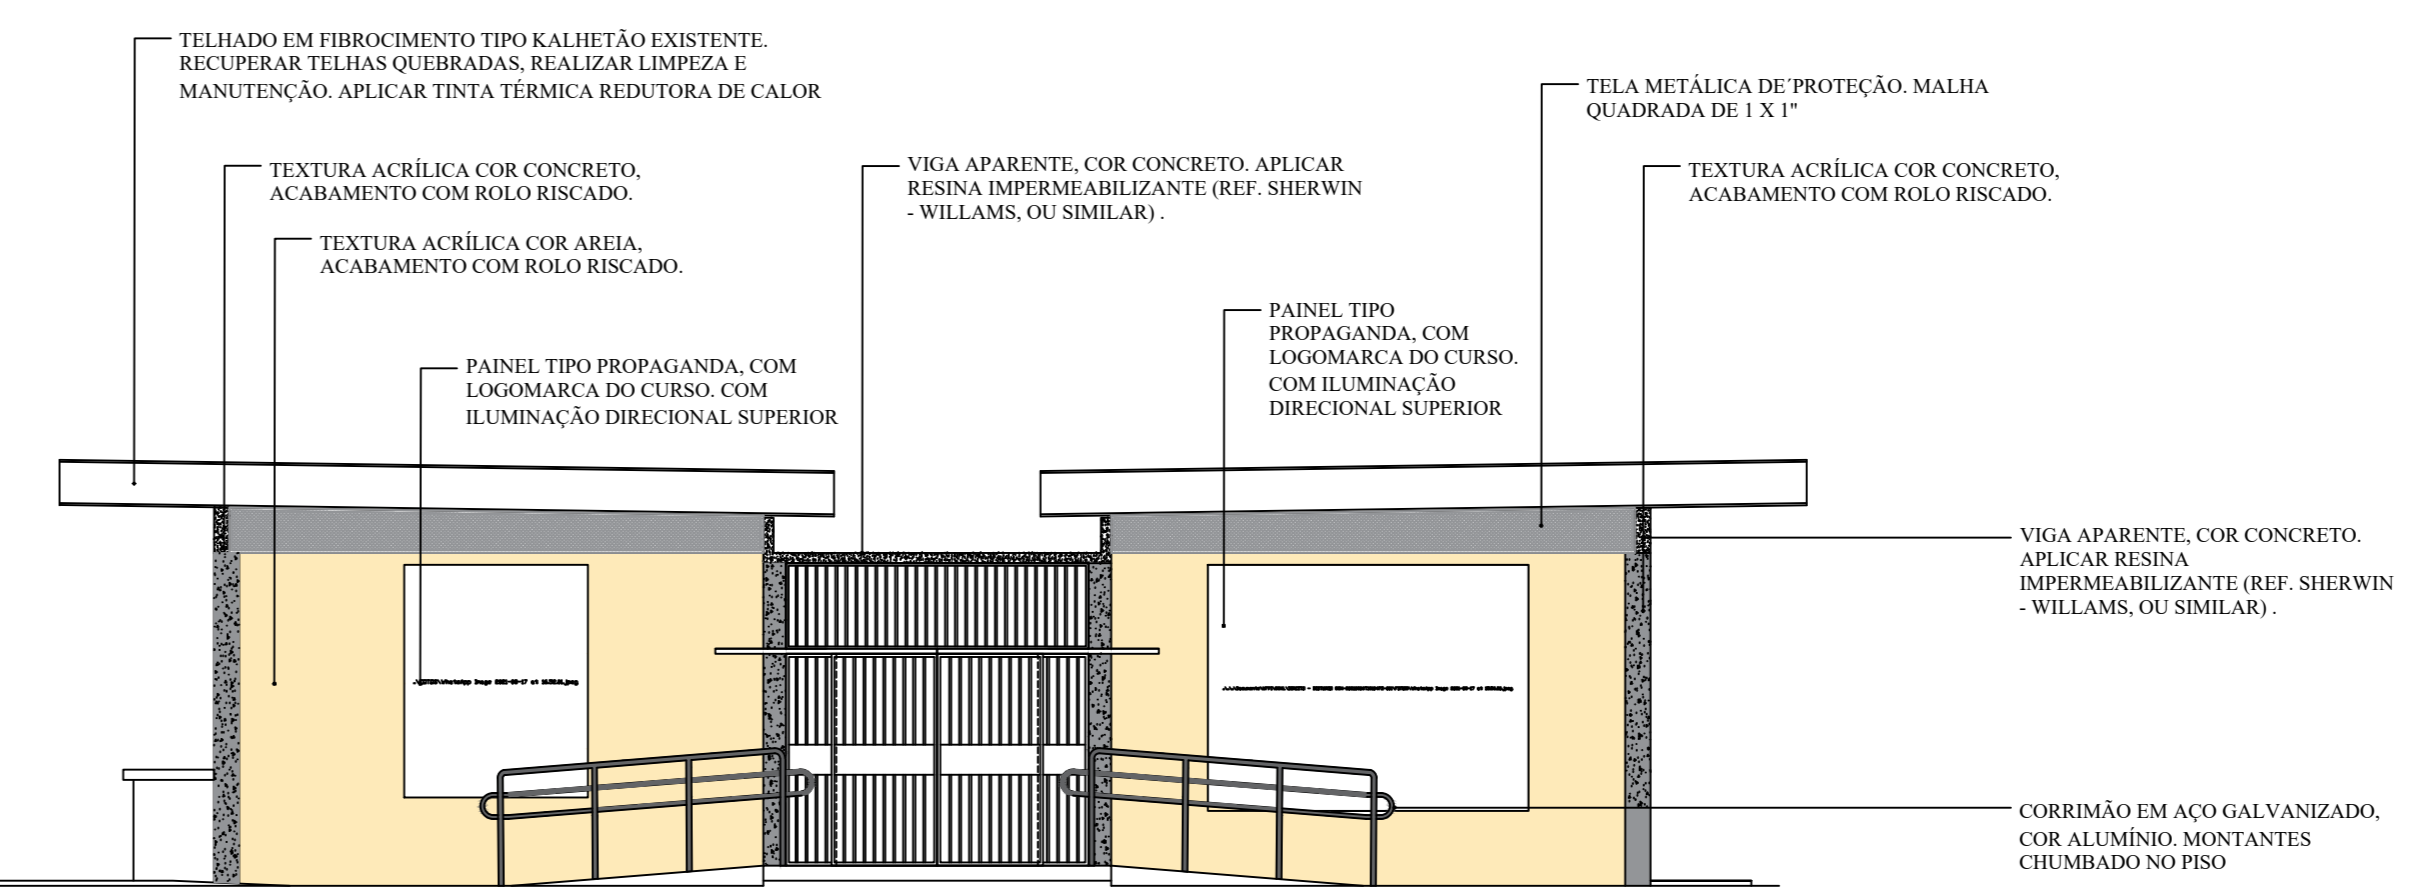 TELHADO EM FIBROCIMENTO TIPO KALHETÃO EXISTENTE.
RECUPERAR TELHAS QUEBRADAS, REALIZAR LIMPEZA E
MANUTENÇÃO. APLICAR TINTA TÉRMICA REDUTORA DE CALOR
TELA METÁLICA DE´PROTEÇÃO. MALHA
QUADRADA DE 1 X 1"
TEXTURA ACRÍLICA COR CONCRETO,
ACABAMENTO COM ROLO RISCADO.
VIGA APARENTE, COR CONCRETO. APLICAR
RESINA IMPERMEABILIZANTE (REF. SHERWIN
- WILLAMS, OU SIMILAR) .
TEXTURA ACRÍLICA COR CONCRETO,
ACABAMENTO COM ROLO RISCADO.
TEXTURA ACRÍLICA COR AREIA,
ACABAMENTO COM ROLO RISCADO.
PAINEL TIPO
PROPAGANDA, COM
LOGOMARCA DO CURSO.
COM ILUMINAÇÃO
DIRECIONAL SUPERIOR
PAINEL TIPO PROPAGANDA, COM
LOGOMARCA DO CURSO. COM
ILUMINAÇÃO DIRECIONAL SUPERIOR
VIGA APARENTE, COR CONCRETO.
APLICAR RESINA
IMPERMEABILIZANTE (REF. SHERWIN
- WILLAMS, OU SIMILAR) .
CORRIMÃO EM AÇO GALVANIZADO,
COR ALUMÍNIO. MONTANTES
CHUMBADO NO PISO